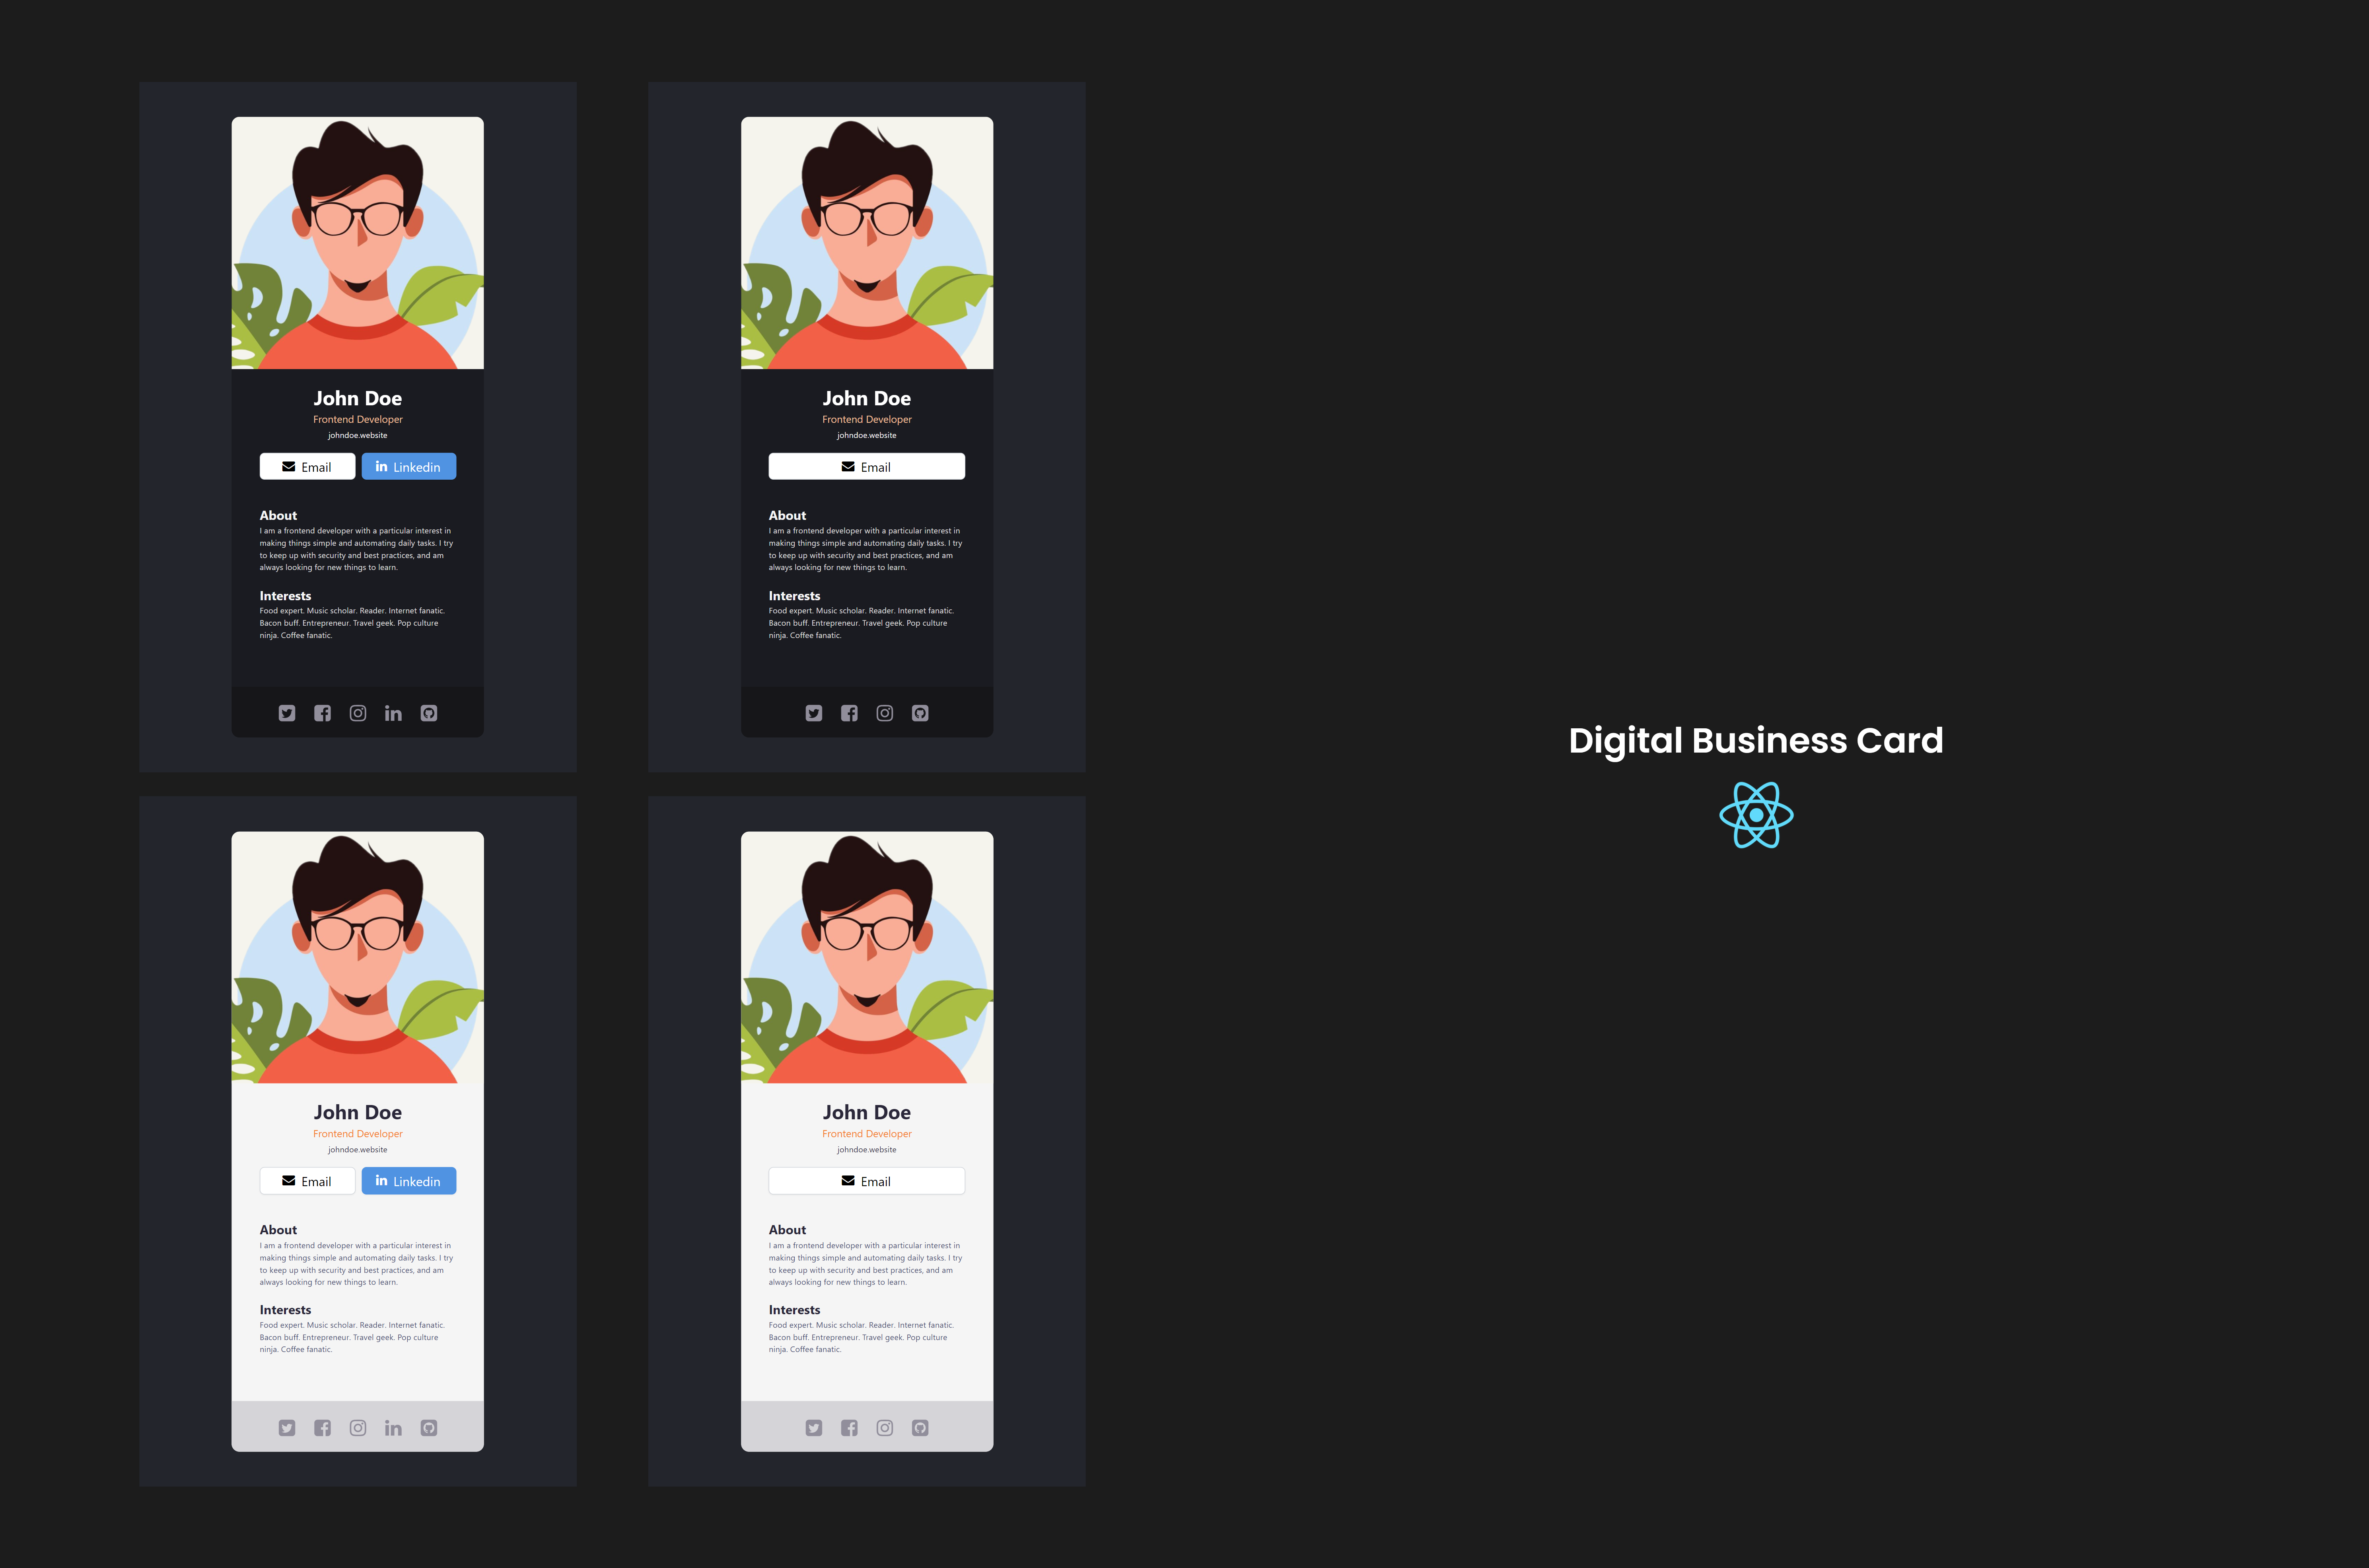 John Doe
Frontend Developer
johndoe.website
Email
Linkedin
About
I am a frontend developer with a particular interest in
making things simple and automating daily tasks. I try
to keep up with security and best practices, and am
always looking for new things to learn.
Interests
Food expert. Music scholar. Reader. Internet fanatic.
Bacon buff. Entrepreneur. Travel geek. Pop culture
ninja. Coffee fanatic.
John Doe
Frontend Developer
johndoe.website
Email
About
I am a frontend developer with a particular interest in
making things simple and automating daily tasks. I try
to keep up with security and best practices, and am
always looking for new things to learn.
Interests
Food expert. Music scholar. Reader. Internet fanatic.
Bacon buff. Entrepreneur. Travel geek. Pop culture
ninja. Coffee fanatic.
John Doe
Frontend Developer
johndoe.website
Email
Linkedin
About
I am a frontend developer with a particular interest in
making things simple and automating daily tasks. I try
to keep up with security and best practices, and am
always looking for new things to learn.
Interests
Food expert. Music scholar. Reader. Internet fanatic.
Bacon buff. Entrepreneur. Travel geek. Pop culture
ninja. Coffee fanatic.
John Doe
Frontend Developer
johndoe.website
Email
About
I am a frontend developer with a particular interest in
making things simple and automating daily tasks. I try
to keep up with security and best practices, and am
always looking for new things to learn.
Interests
Food expert. Music scholar. Reader. Internet fanatic.
Bacon buff. Entrepreneur. Travel geek. Pop culture
ninja. Coffee fanatic.
Digital Business Card